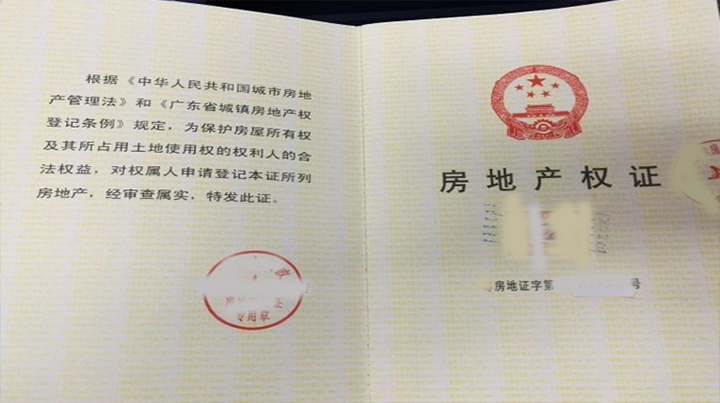 根据《中华人民共和国城市房地
产管理法》和《广东省城镇房地产权
登记条例》规定，为保护房屋所有权
及其所占用土地使用权的权利人的合
法权益，对权属人申请登记本证所列
房地产，经审查属实，特发此证。
专用章
房地产权证
房地证字第
号